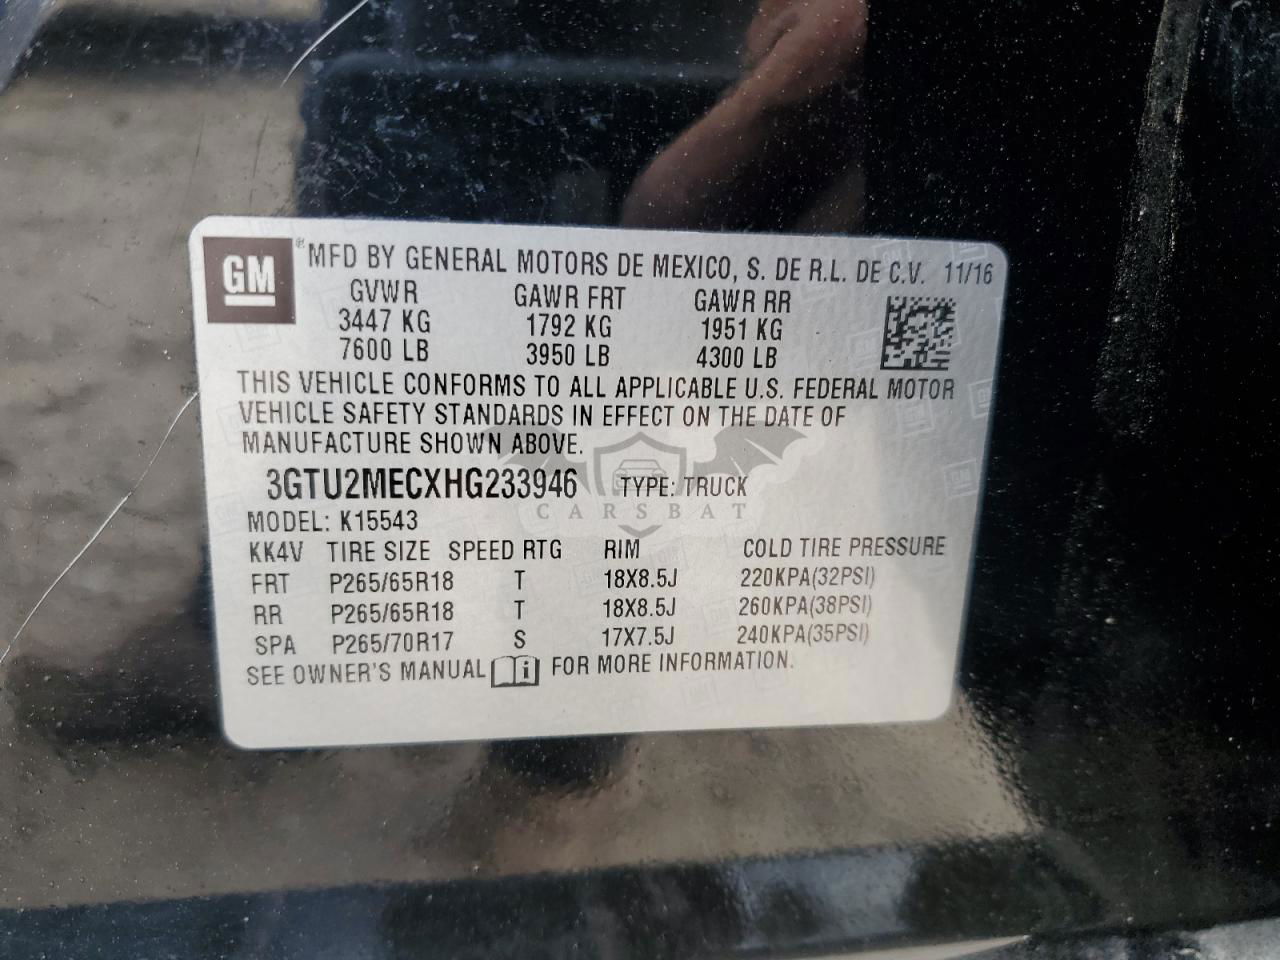 GM ® MFD BY GENERAL MOTORS DE MEXICO, S. DE R.L. DE C.V. 11/16
GVWR GAWR FRT GAWR RR
3447 KG 1792 KG 1951 KG
7600 LB 3950 LB 4300 LB
THIS VEHICLE CONFORMS TO ALL APPLICABLE U.S. FEDERAL MOTOR
VEHICLE SAFETY STANDARDS IN EFFECT ON THE DATE OF
MANUFACTURE SHOWN ABOVE.
3GTU2MECXHG233946 TYPE: TRUCK
CARSBAT
MODEL: K15543
KK4V TIRE SIZE SPEED RTG RIM COLD TIRE PRESSURE
FRT P265/65R18 T 18X8.5J 220KPA(32PSI)
RR P265/65R18 T 18X8.5J 260KPA(38PSI)
SPA P265/70R17 S 17X7.5J 240KPA(35PSI)
SEE OWNER'S MANUAL i FOR MORE INFORMATION.